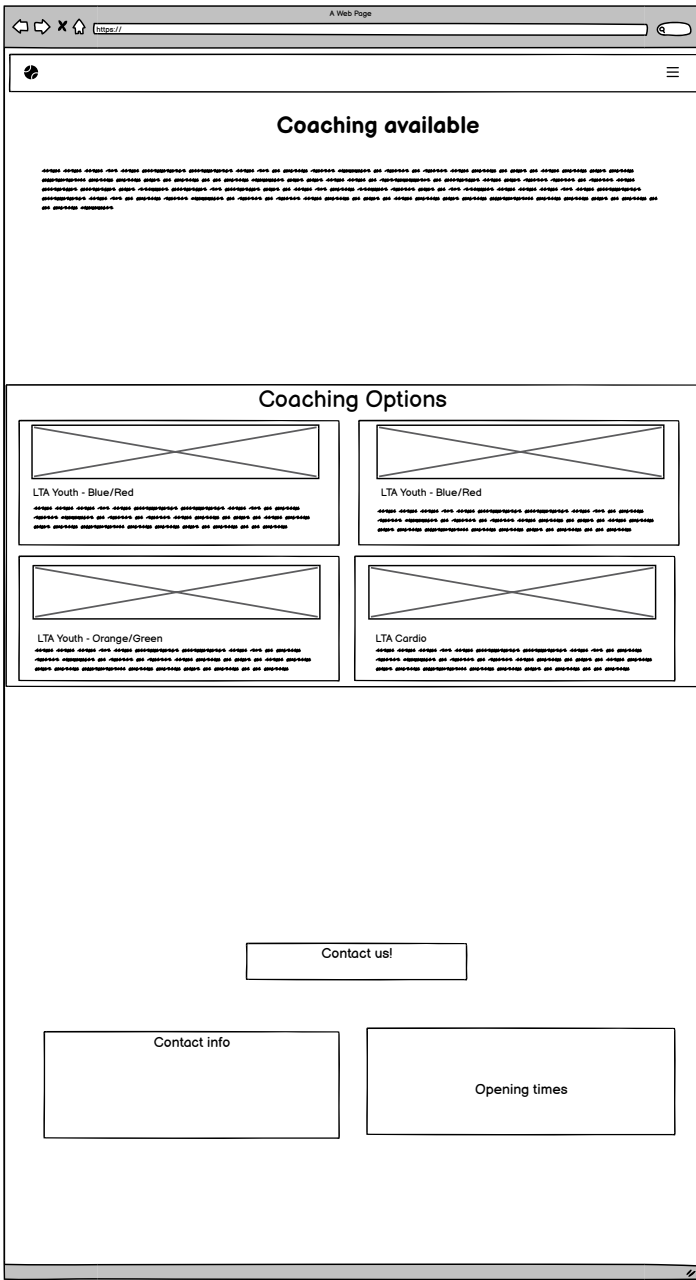 A Web Page
https://
Coaching available
Coaching Options
LTA Youth - Blue/Red
LTA Youth - Blue/Red
LTA Youth - Orange/Green
LTA Cardio
Contact us!
Contact info
Opening times